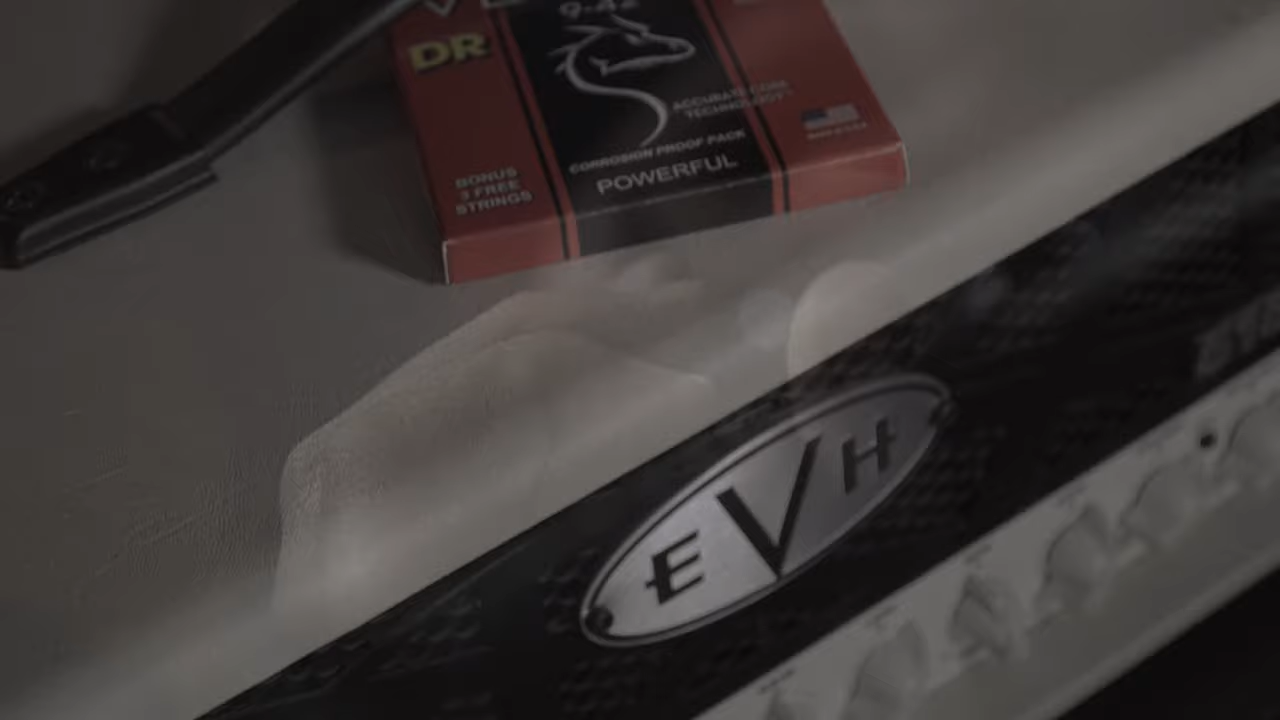 9-42
DR
ACCURATE CORE
TECHNOLOGY
CORROSION PROOF PACK
POWERFUL
BONUS
3 FREE
STRINGS
EVH